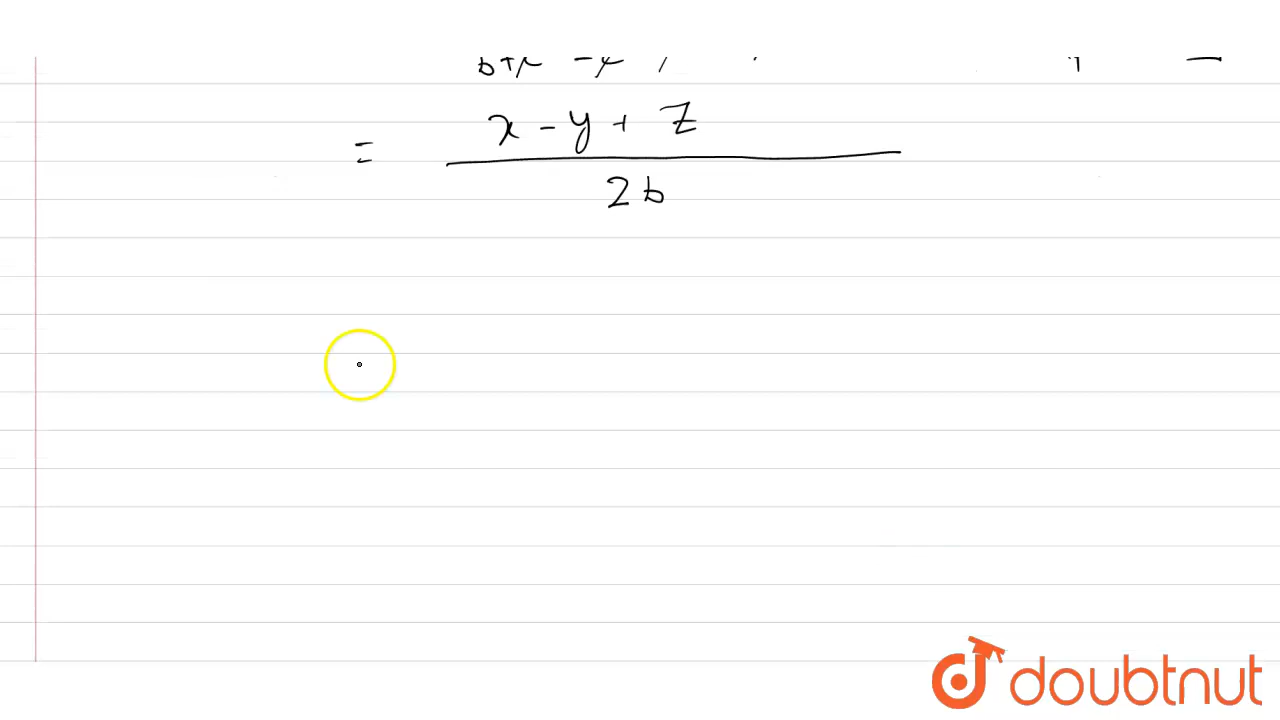 = x - y + z
2b
doubtnut